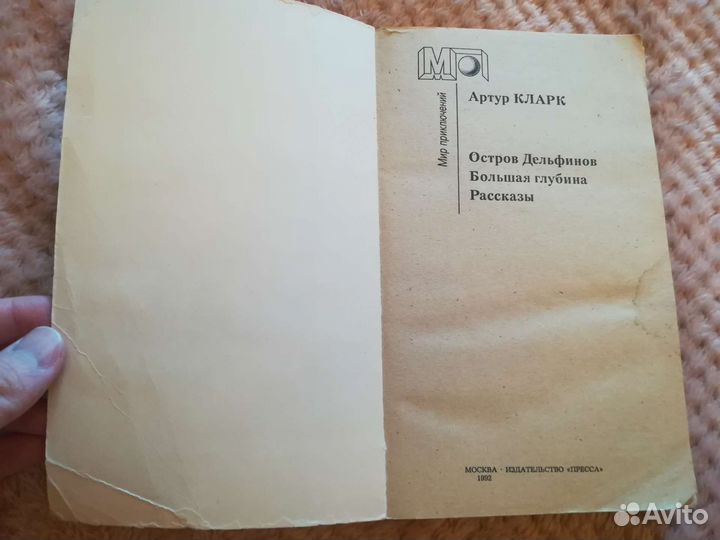 МП
Мир приключений
Артур КЛАРК
Остров Дельфинов
Большая глубина
Рассказы
МОСКВА · ИЗДАТЕЛЬСТВО «ПРЕССА»
1992
Avito